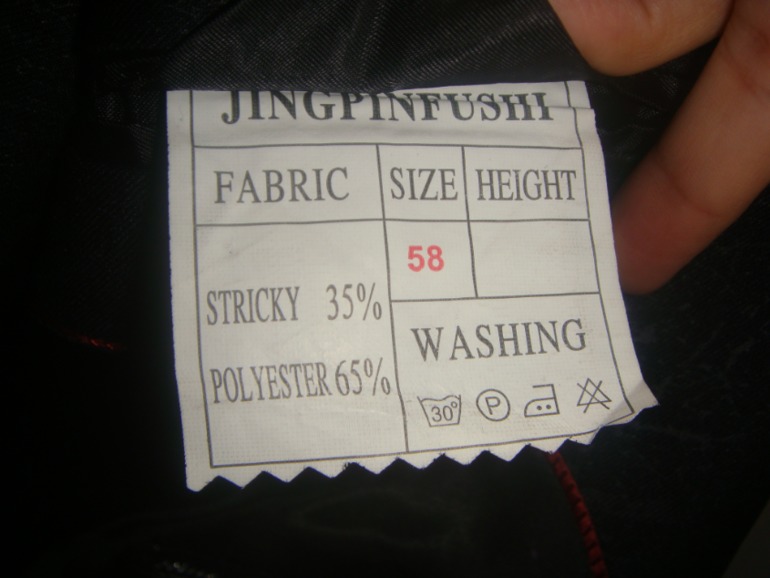 JINGPINFUSHI
FABRIC SIZE HEIGHT
58
STRICKY 35%
POLYESTER 65%
WASHING
30° P